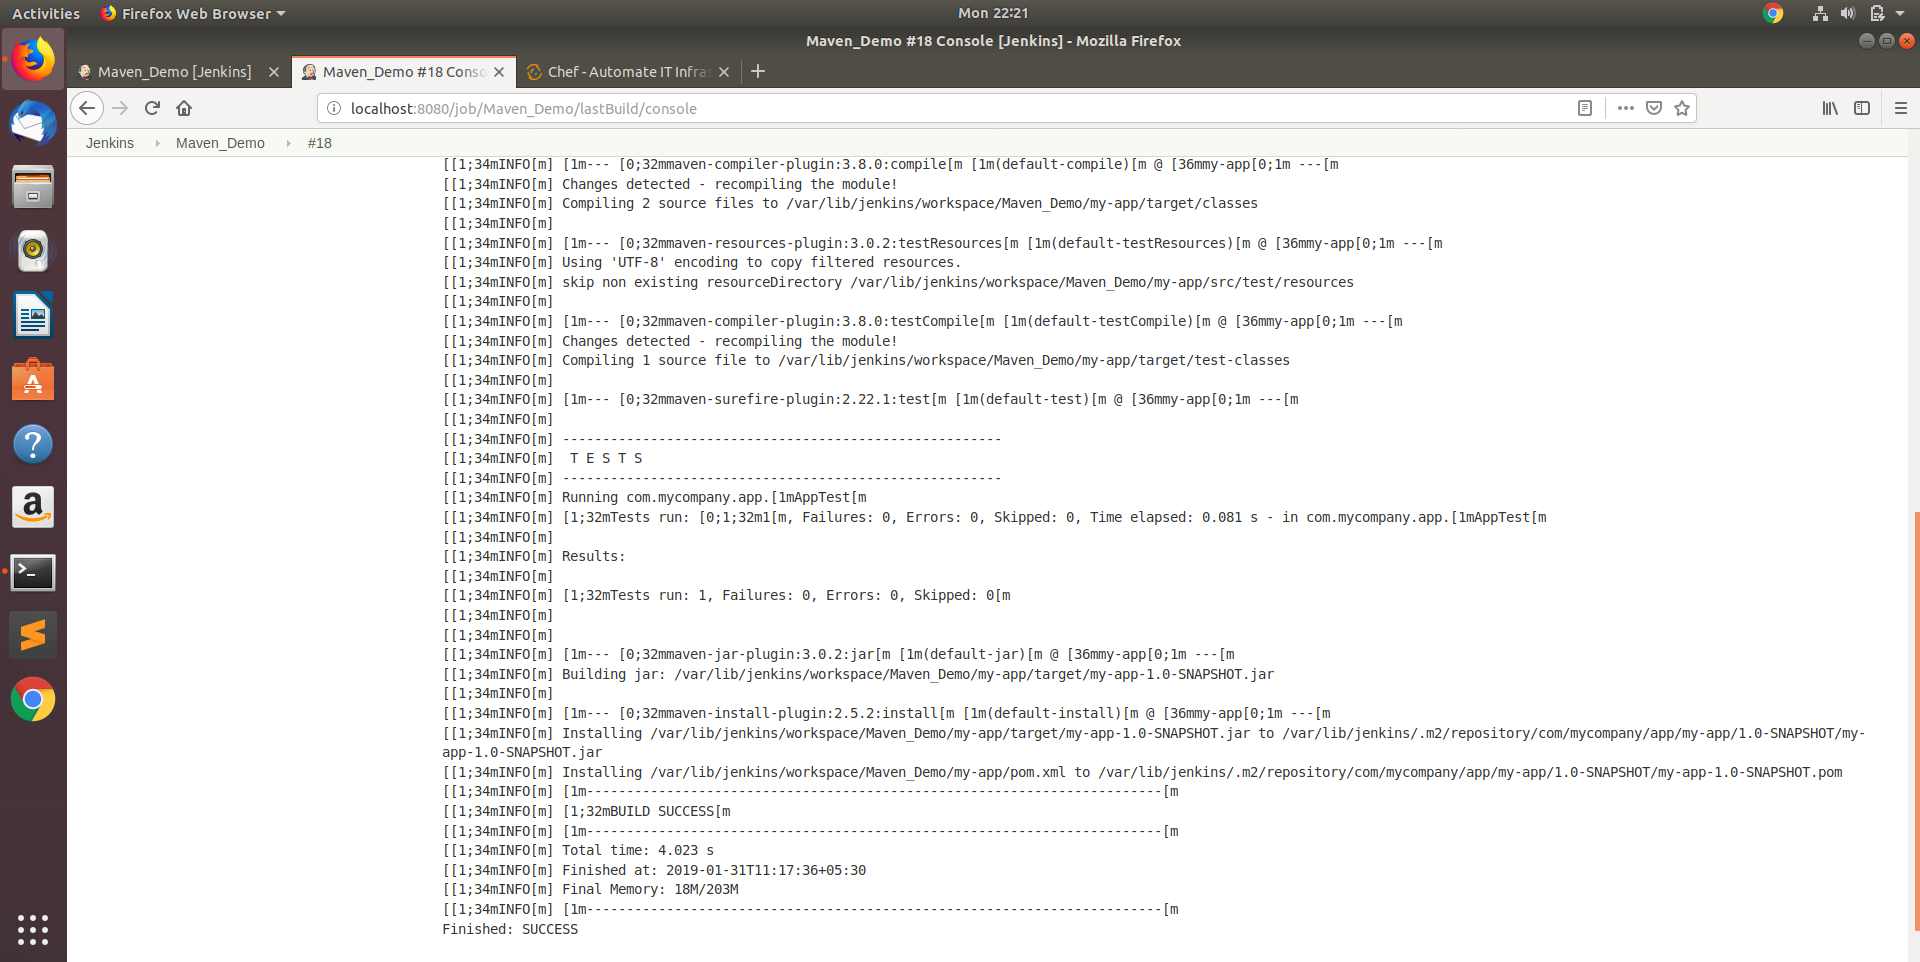 Activities Firefox Web Browser Mon 22:21
Maven_Demo #18 Console [Jenkins] - Mozilla Firefox
Maven_Demo [Jenkins] Maven_Demo #18 Conso Chef - Automate IT Infras
localhost:8080/job/Maven_Demo/lastBuild/console
Jenkins Maven_Demo #18
[[1;34mINFO[m] [1m--- [0;32mmaven-compiler-plugin:3.8.0:compile[m [1m(default-compile)[m @ [36mmy-app[0;1m ---[m
[[1;34mINFO[m] Changes detected - recompiling the module!
[[1;34mINFO[m] Compiling 2 source files to /var/lib/jenkins/workspace/Maven_Demo/my-app/target/classes
[[1;34mINFO[m]
[[1;34mINFO[m] [1m--- [0;32mmaven-resources-plugin:3.0.2:testResources[m [1m(default-testResources)[m @ [36mmy-app[0;1m ---[m
[[1;34mINFO[m] Using 'UTF-8' encoding to copy filtered resources.
[[1;34mINFO[m] skip non existing resourceDirectory /var/lib/jenkins/workspace/Maven_Demo/my-app/src/test/resources
[[1;34mINFO[m]
[[1;34mINFO[m] [1m--- [0;32mmaven-compiler-plugin:3.8.0:testCompile[m [1m(default-testCompile)[m @ [36mmy-app[0;1m ---[m
[[1;34mINFO[m] Changes detected - recompiling the module!
[[1;34mINFO[m] Compiling 1 source file to /var/lib/jenkins/workspace/Maven_Demo/my-app/target/test-classes
[[1;34mINFO[m]
[[1;34mINFO[m] [1m--- [0;32mmaven-surefire-plugin:2.22.1:test[m [1m(default-test)[m @ [36mmy-app[0;1m ---[m
[[1;34mINFO[m]
[[1;34mINFO[m] -------------------------------------------------------
[[1;34mINFO[m]  T E S T S
[[1;34mINFO[m] -------------------------------------------------------
[[1;34mINFO[m] Running com.mycompany.app.[1mAppTest[m
[[1;34mINFO[m] [1;32mTests run: [0;1;32m1[m, Failures: 0, Errors: 0, Skipped: 0, Time elapsed: 0.081 s - in com.mycompany.app.[1mAppTest[m
[[1;34mINFO[m]
[[1;34mINFO[m] Results:
[[1;34mINFO[m]
[[1;34mINFO[m] [1;32mTests run: 1, Failures: 0, Errors: 0, Skipped: 0[m
[[1;34mINFO[m]
[[1;34mINFO[m]
[[1;34mINFO[m] [1m--- [0;32mmaven-jar-plugin:3.0.2:jar[m [1m(default-jar)[m @ [36mmy-app[0;1m ---[m
[[1;34mINFO[m] Building jar: /var/lib/jenkins/workspace/Maven_Demo/my-app/target/my-app-1.0-SNAPSHOT.jar
[[1;34mINFO[m]
[[1;34mINFO[m] [1m--- [0;32mmaven-install-plugin:2.5.2:install[m [1m(default-install)[m @ [36mmy-app[0;1m ---[m
[[1;34mINFO[m] Installing /var/lib/jenkins/workspace/Maven_Demo/my-app/target/my-app-1.0-SNAPSHOT.jar to /var/lib/jenkins/.m2/repository/com/mycompany/app/my-app/1.0-SNAPSHOT/my-
app-1.0-SNAPSHOT.jar
[[1;34mINFO[m] Installing /var/lib/jenkins/workspace/Maven_Demo/my-app/pom.xml to /var/lib/jenkins/.m2/repository/com/mycompany/app/my-app/1.0-SNAPSHOT/my-app-1.0-SNAPSHOT.pom
[[1;34mINFO[m] [1m------------------------------------------------------------------------[m
[[1;34mINFO[m] [1;32mBUILD SUCCESS[m
[[1;34mINFO[m] [1m------------------------------------------------------------------------[m
[[1;34mINFO[m] Total time: 4.023 s
[[1;34mINFO[m] Finished at: 2019-01-31T11:17:36+05:30
[[1;34mINFO[m] Final Memory: 18M/203M
[[1;34mINFO[m] [1m------------------------------------------------------------------------[m
Finished: SUCCESS